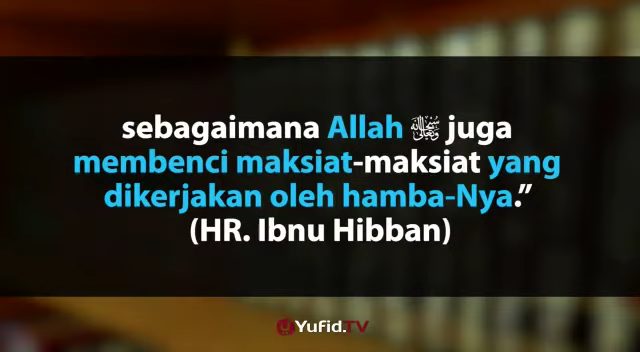 sebagaimana Allah ﷻ juga
membenci maksiat-maksiat yang
dikerjakan oleh hamba-Nya.”
(HR. Ibnu Hibban)
Yufid.TV